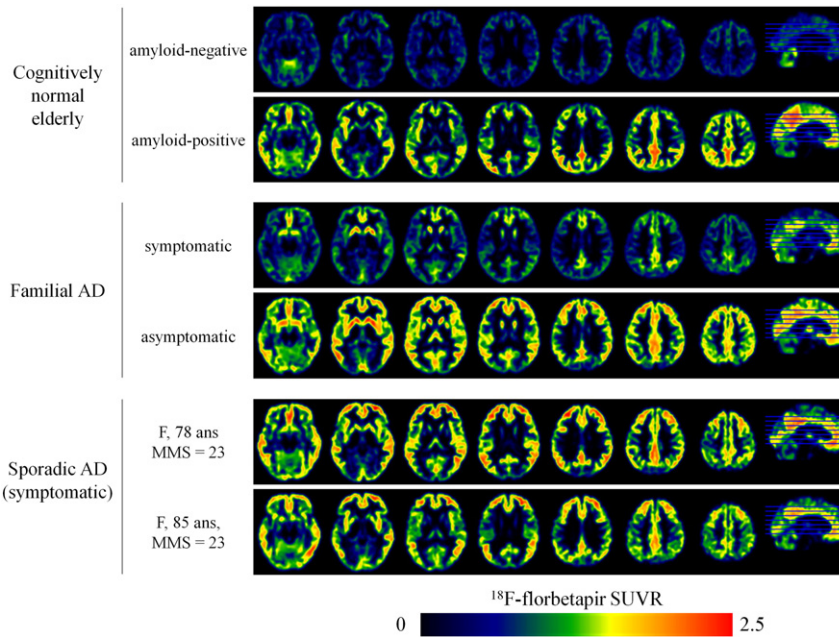 Cognitively
normal
elderly
amyloid-negative
amyloid-positive
Familial AD
symptomatic
asymptomatic
Sporadic AD
(symptomatic)
F, 78 ans
MMS = 23
F, 85 ans,
MMS = 23
¹⁸F-florbetapir SUVR
0 2.5